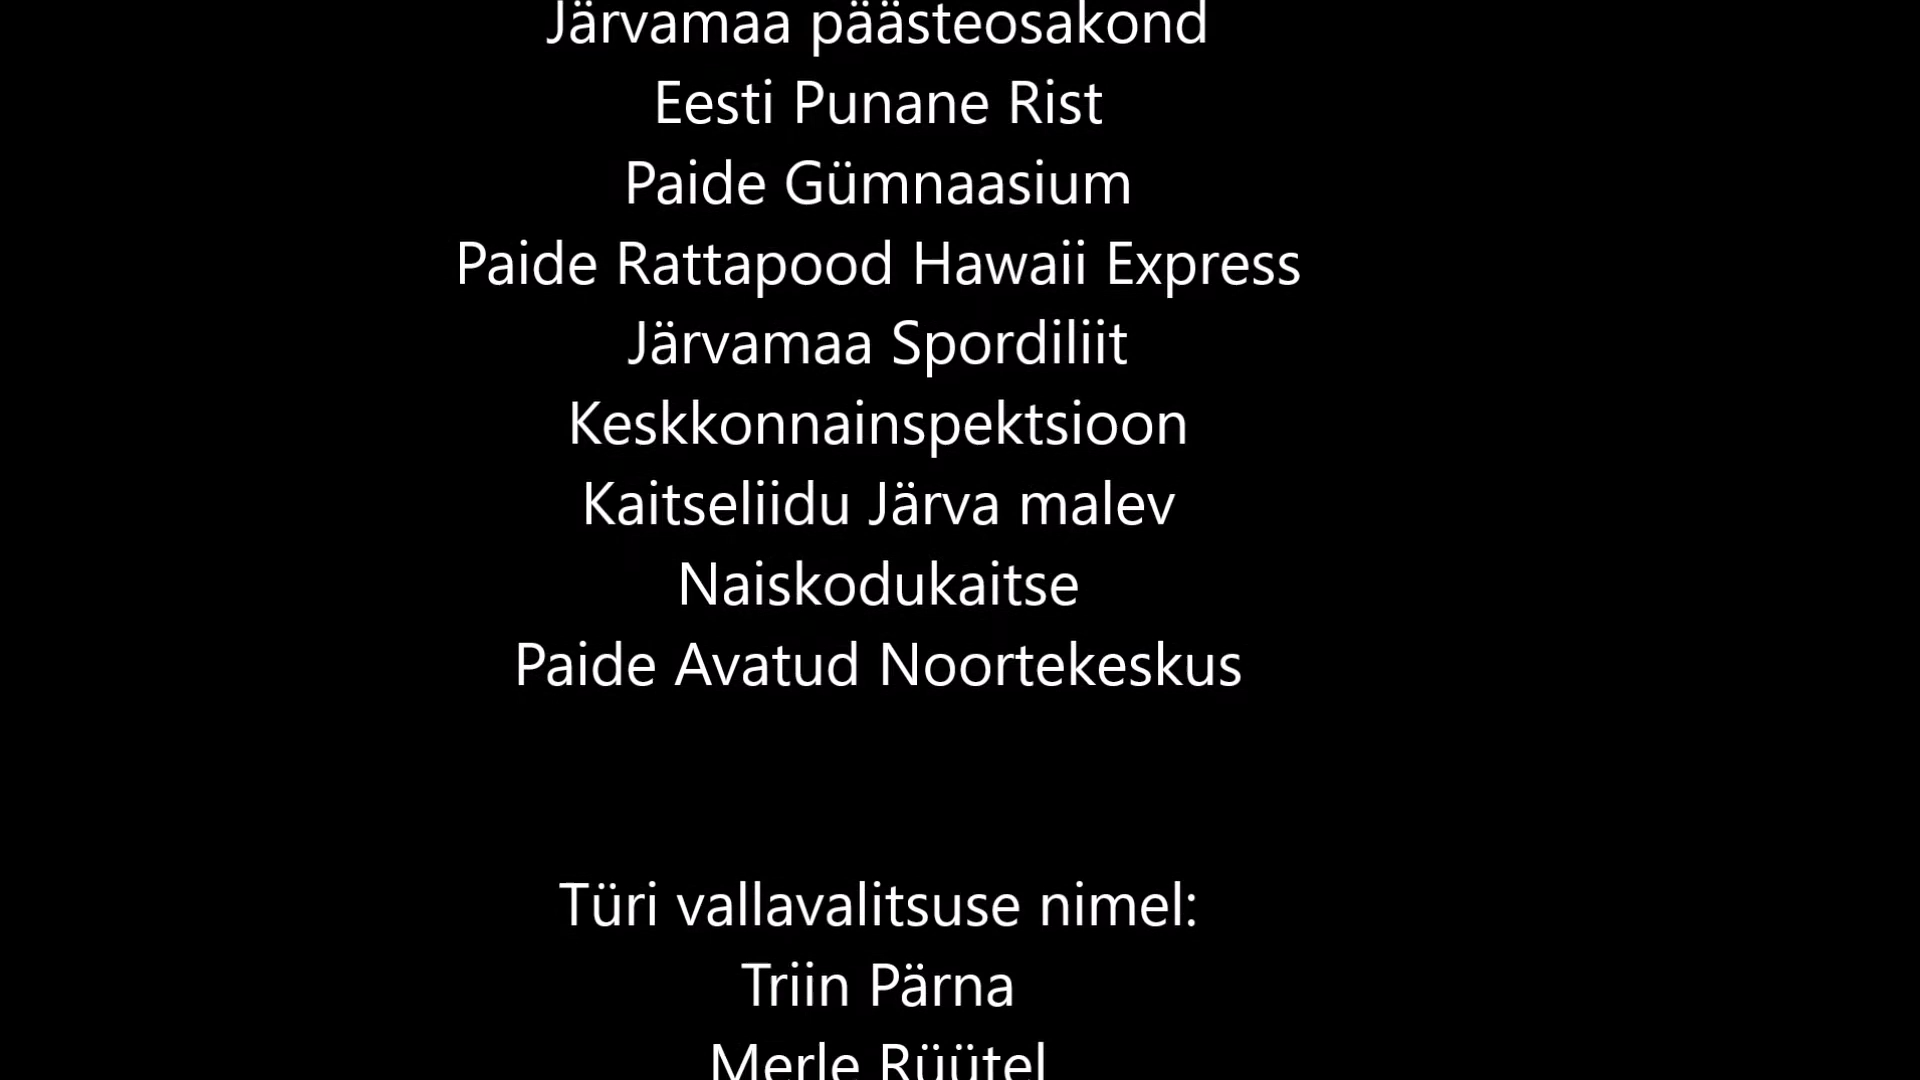 Järvamaa päästeosakond
Eesti Punane Rist
Paide Gümnaasium
Paide Rattapood Hawaii Express
Järvamaa Spordiliit
Keskkonnainspektsioon
Kaitseliidu Järva malev
Naiskodukaitse
Paide Avatud Noortekeskus
Türi vallavalitsuse nimel:
Triin Pärna
Merle Rüütel